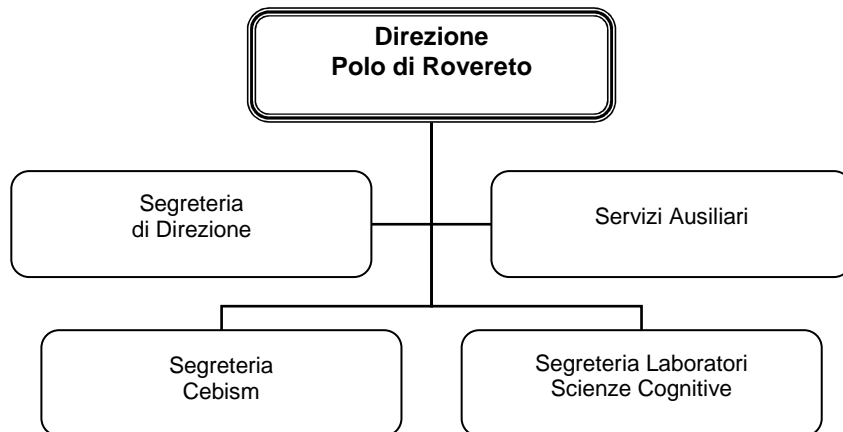 Direzione
Polo di Rovereto
Segreteria
di Direzione
Servizi Ausiliari
Segreteria
Cebism
Segreteria Laboratori
Scienze Cognitive